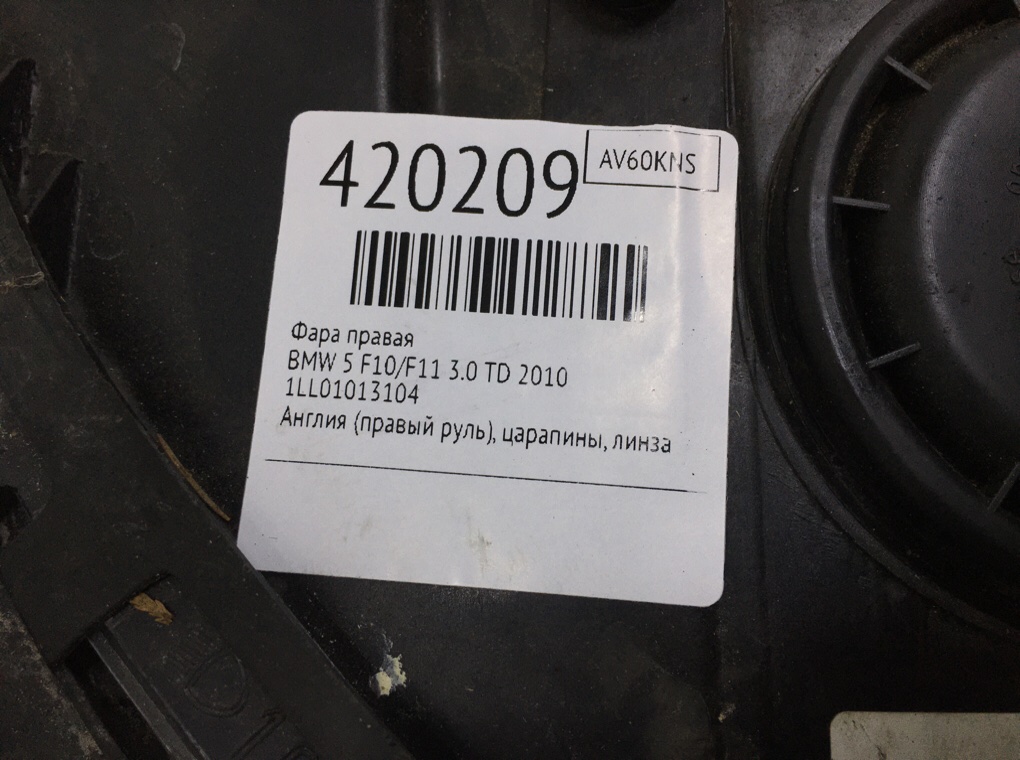 420209
AV60KNS
Фара правая
BMW 5 F10/F11 3.0 TD 2010
1LL01013104
Англия (правый руль), царапины, линза